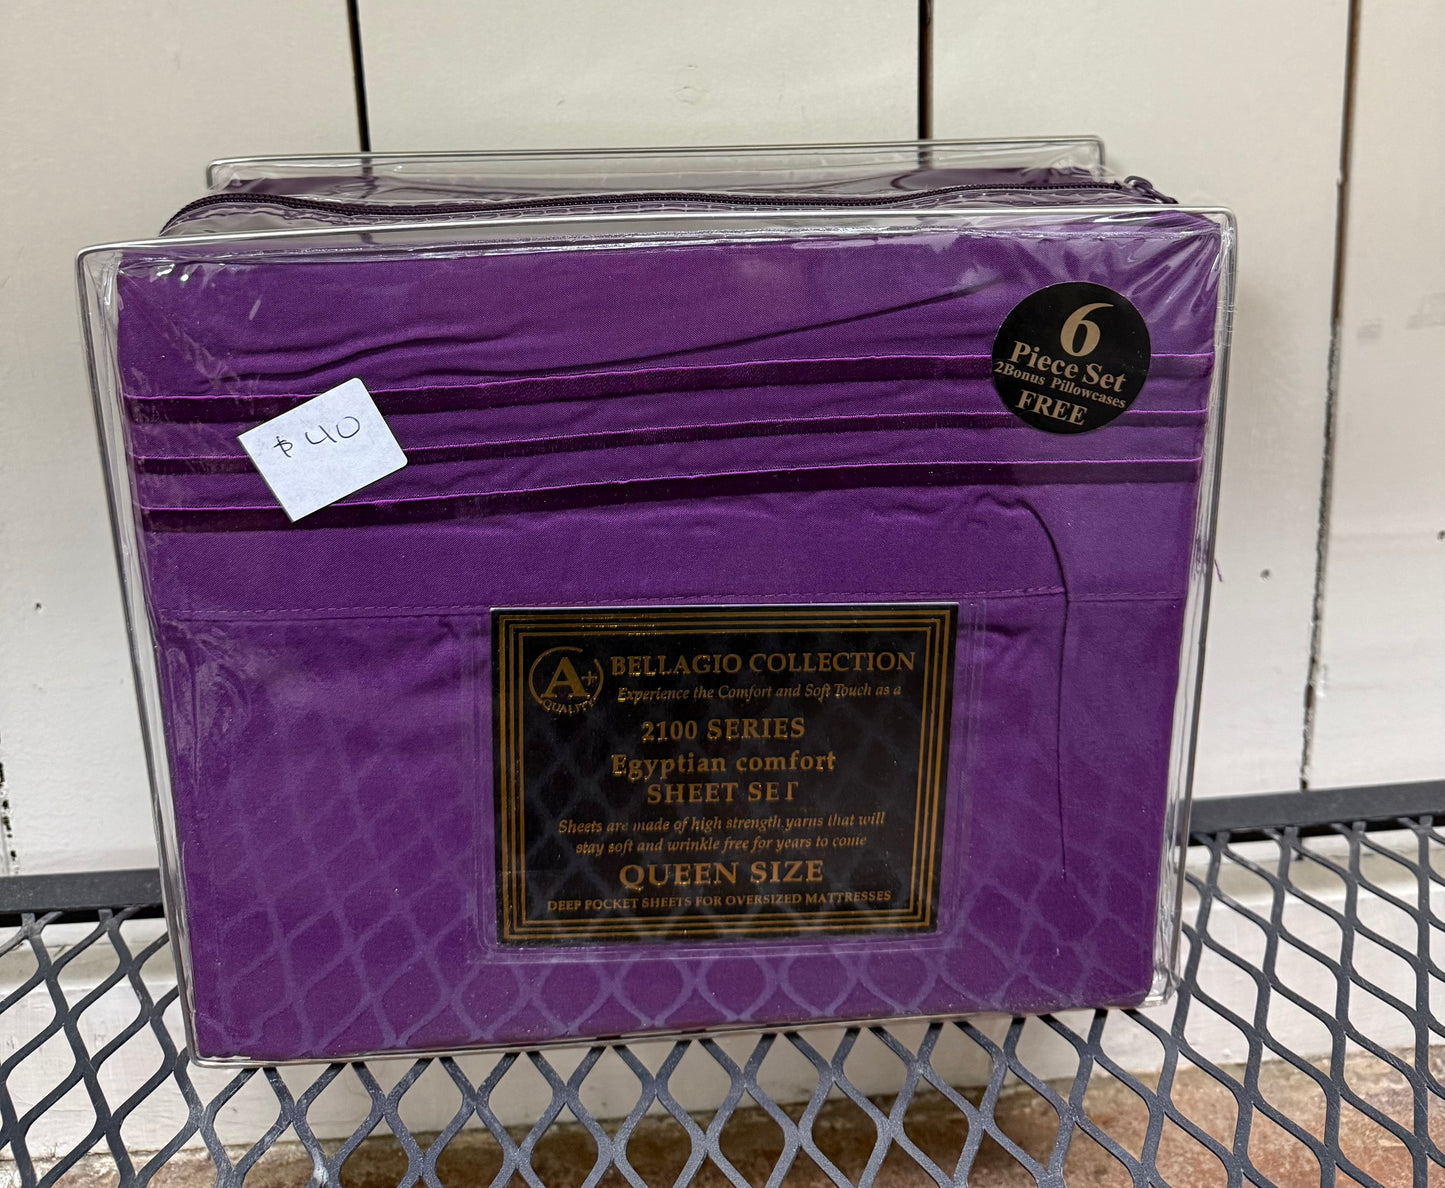 6
Piece Set
2Bonus Pillowcases
FREE
$40
A+
QUALITY
BELLAGIO COLLECTION
Experience the Comfort and Soft Touch as a
2100 SERIES
Egyptian comfort
SHEET SET
Sheets are made of high strength yarns that will
stay soft and wrinkle free for years to come
QUEEN SIZE
DEEP POCKET SHEETS FOR OVERSIZED MATTRESSES